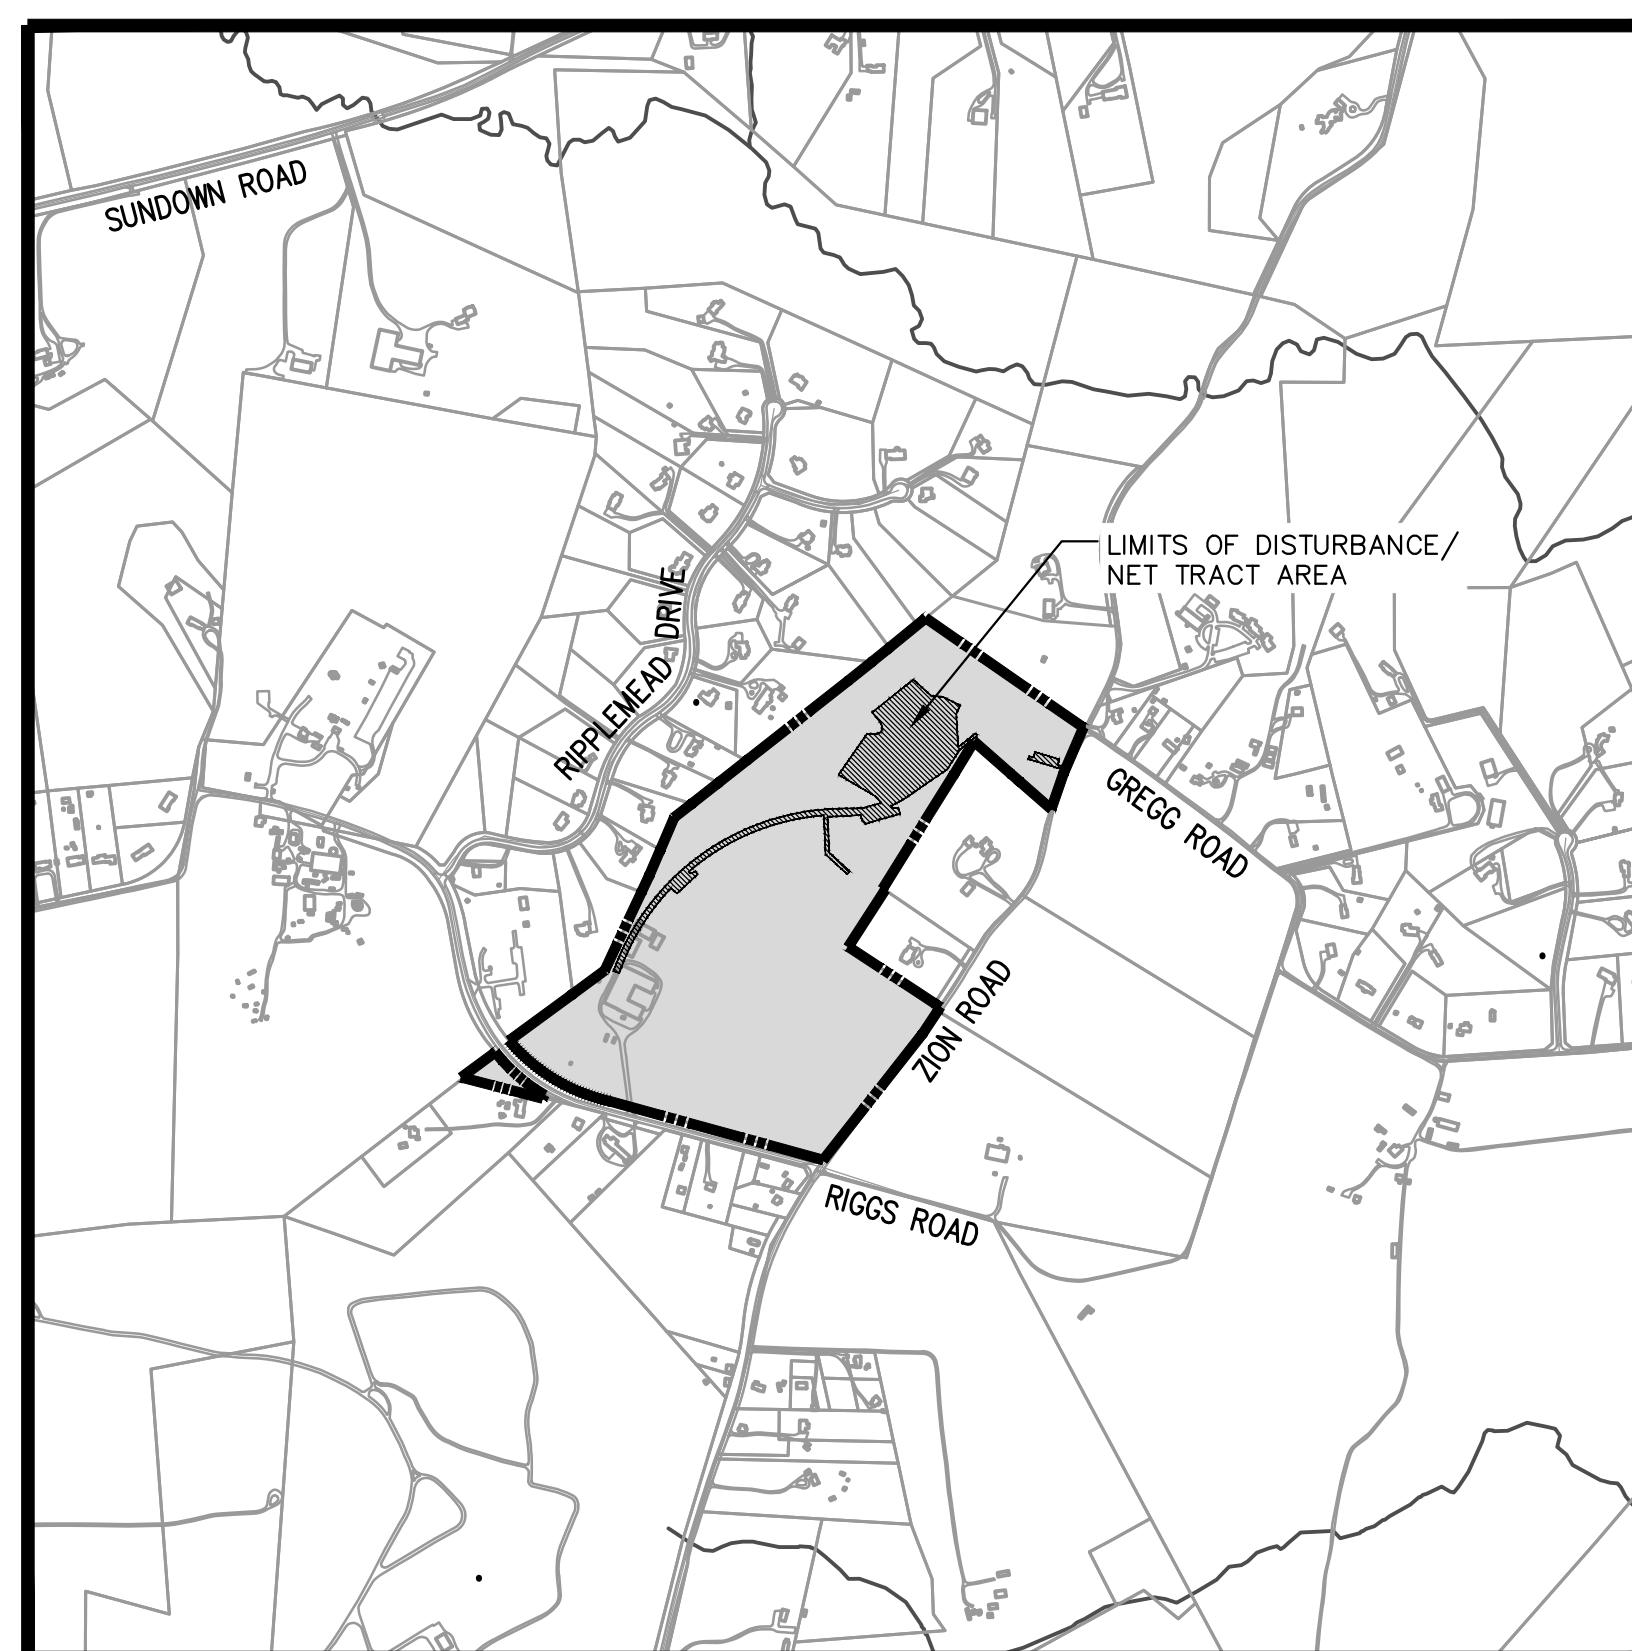 SUNDOWN ROAD
LIMITS OF DISTURBANCE/
NET TRACT AREA
RIPPLEMEAD DRIVE
GREGG ROAD
ZION ROAD
RIGGS ROAD